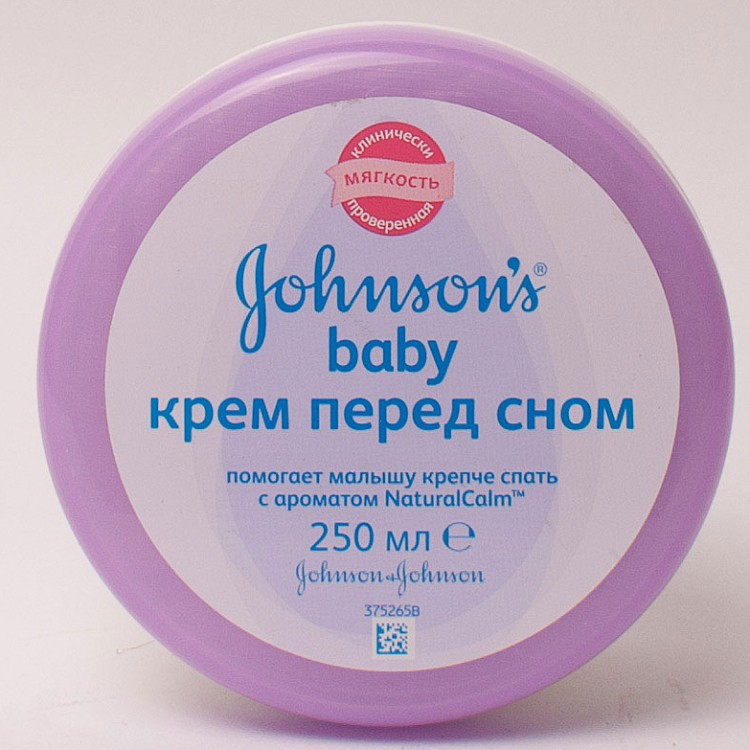 клинически
мягкость
проверенная
Johnson's®
baby
крем перед сном
помогает малышу крепче спать
с ароматом NaturalCalm™
250 мл ℮
Johnson & Johnson
375265B